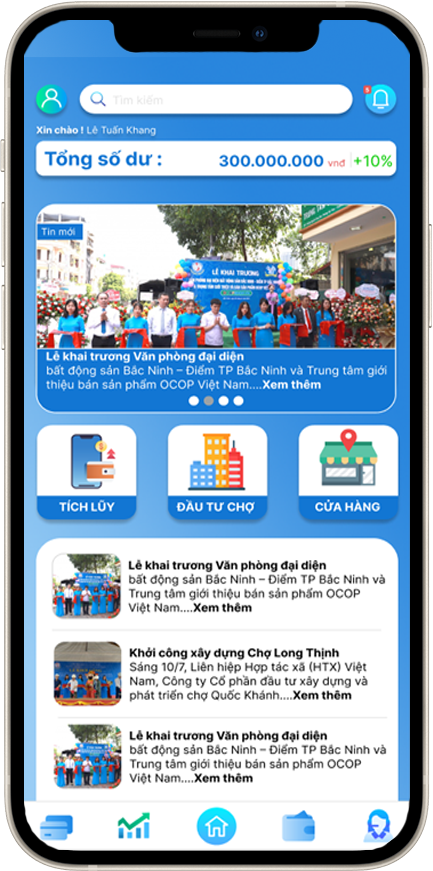 Tìm kiếm
5
Xin chào ! Lê Tuấn Khang
Tổng số dư : 300.000.000 vnđ +10%
Tin mới
LỄ KHAI TRƯƠNG
Lễ khai trương Văn phòng đại diện
bất động sản Bắc Ninh – Điểm TP Bắc Ninh và Trung tâm giới
thiệu bán sản phẩm OCOP Việt Nam....Xem thêm
TÍCH LŨY ĐẦU TƯ CHỢ CỬA HÀNG
Lễ khai trương Văn phòng đại diện
bất động sản Bắc Ninh – Điểm TP Bắc Ninh và
Trung tâm giới thiệu bán sản phẩm OCOP
Việt Nam....Xem thêm
Khởi công xây dựng Chợ Long Thịnh
Sáng 10/7, Liên hiệp Hợp tác xã (HTX) Việt
Nam, Công ty Cổ phần đầu tư xây dựng và
phát triển chợ Quốc Khánh....Xem thêm
Lễ khai trương Văn phòng đại diện
bất động sản Bắc Ninh – Điểm TP Bắc Ninh và
Trung tâm giới thiệu bán sản phẩm OCOP
Việt Nam....Xem thêm